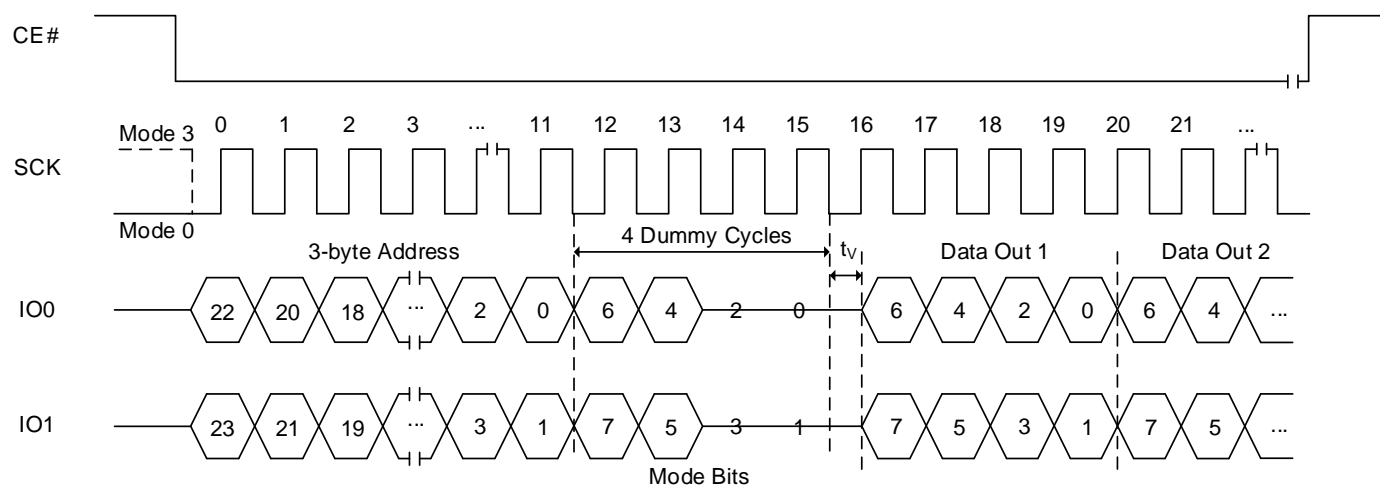 CE#
Mode 3
0 1 2 3 ... 11 12 13 14 15 16 17 18 19 20 21 ...
SCK
Mode 0
3-byte Address
4 Dummy Cycles
tV
Data Out 1
Data Out 2
IO0
22 20 18 ... 2 0 6 4 2 0 6 4 2 0 6 4 ...
IO1
23 21 19 ... 3 1 7 5 3 1 7 5 3 1 7 5 ...
Mode Bits